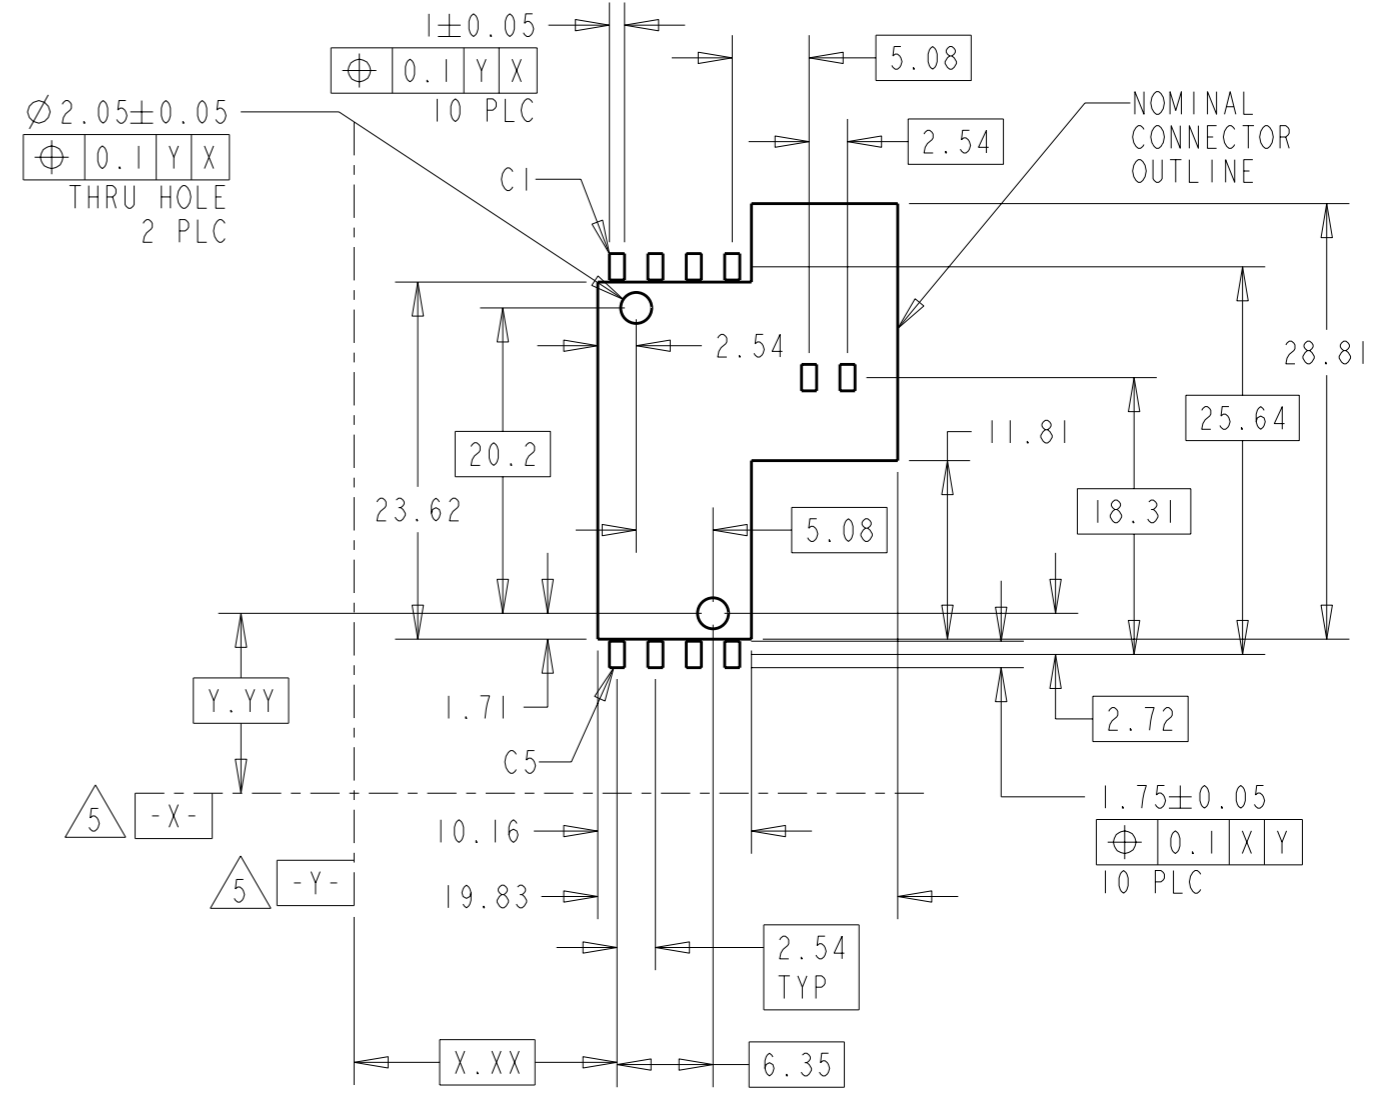 1±0.05
⌖ 0.1 Y X
10 PLC
5.08
Ø2.05±0.05
⌖ 0.1 Y X
THRU HOLE
2 PLC
NOMINAL
CONNECTOR
OUTLINE
2.54
C1
2.54
28.81
25.64
11.81
20.2
23.62
18.31
5.08
Y.YY
1.71
2.72
C5
5 -X-
1.75±0.05
⌖ 0.1 X Y
10 PLC
10.16
5 -Y-
19.83
2.54
TYP
X.XX
6.35